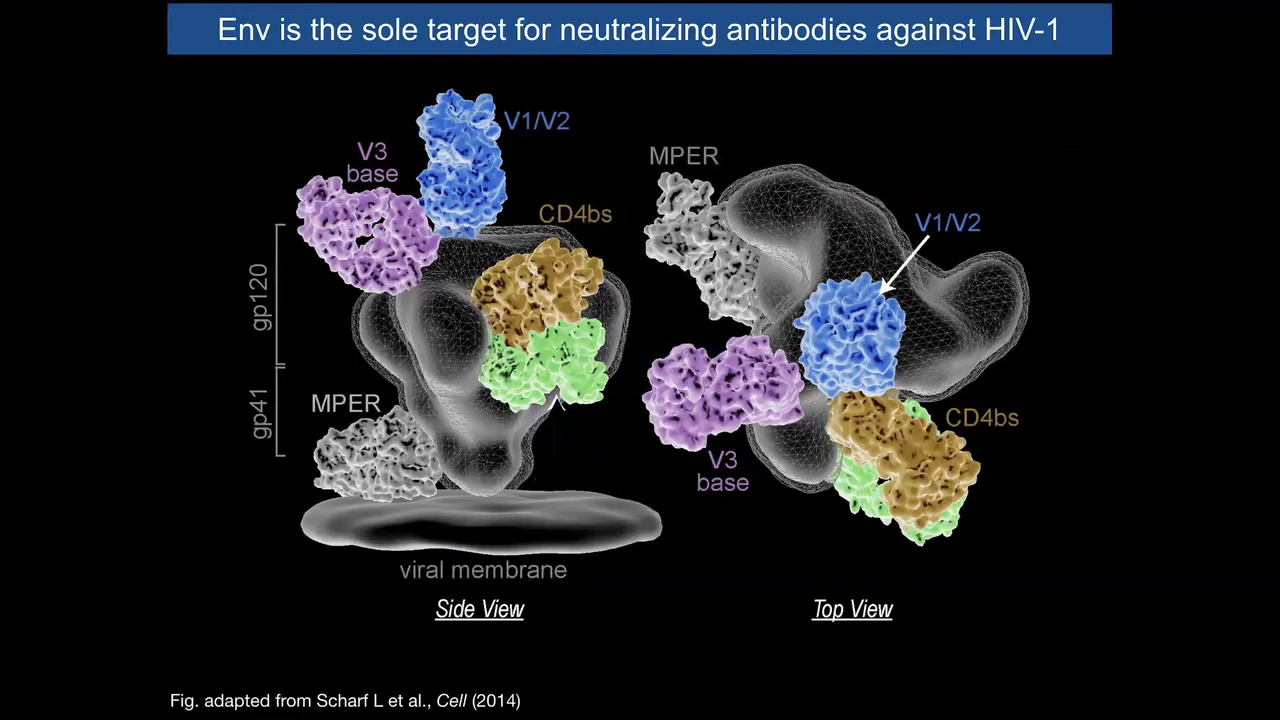 Env is the sole target for neutralizing antibodies against HIV-1
V1/V2
V3
base
CD4bs
gp120
gp41
MPER
viral membrane
Side View
MPER
V1/V2
CD4bs
V3
base
Top View
Fig. adapted from Scharf L et al., Cell (2014)